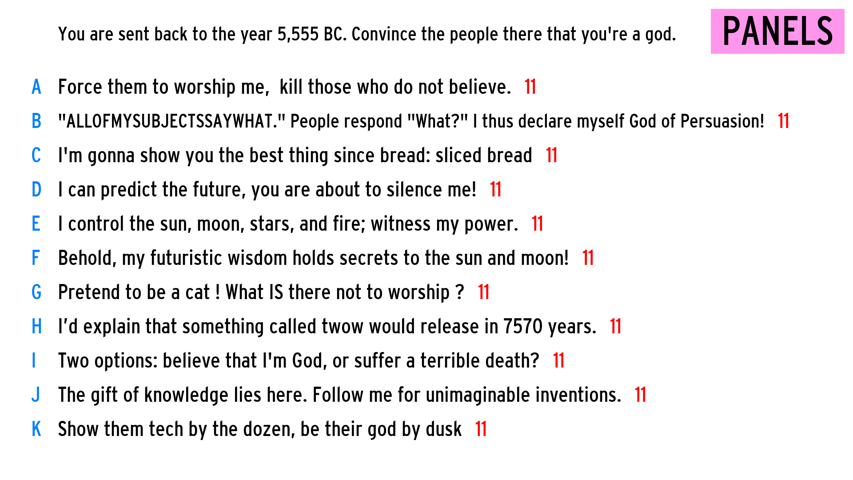 You are sent back to the year 5,555 BC. Convince the people there that you're a god.
PANELS
A Force them to worship me,  kill those who do not believe. 11
B "ALLOFMYSUBJECTSSAYWHAT." People respond "What?" I thus declare myself God of Persuasion! 11
C I'm gonna show you the best thing since bread: sliced bread 11
D I can predict the future, you are about to silence me! 11
E I control the sun, moon, stars, and fire; witness my power. 11
F Behold, my futuristic wisdom holds secrets to the sun and moon! 11
G Pretend to be a cat ! What IS there not to worship ? 11
H I’d explain that something called twow would release in 7570 years. 11
I Two options: believe that I'm God, or suffer a terrible death? 11
J The gift of knowledge lies here. Follow me for unimaginable inventions. 11
K Show them tech by the dozen, be their god by dusk 11